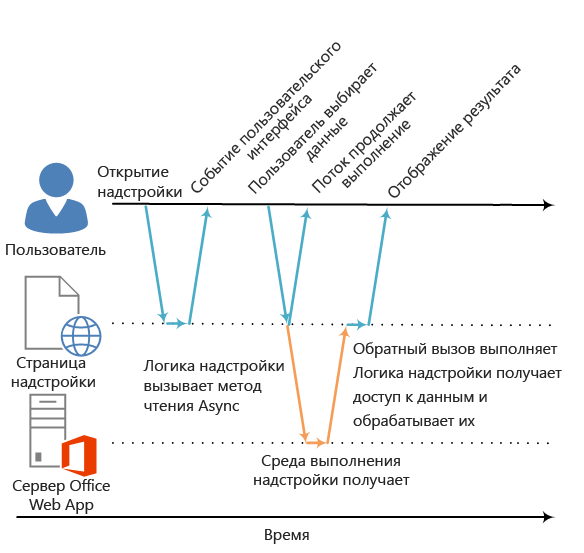 Событие пользовательского
интерфейса
Пользователь выбирает
данные
Поток продолжает
выполнение
Отображение результата
Открытие
надстройки
Пользователь
Страница
надстройки
Логика надстройки
вызывает метод
чтения Async
Обратный вызов выполняет
Логика надстройки получает
доступ к данным и
обрабатывает их
Среда выполнения
надстройки получает
Сервер Office
Web App
Время